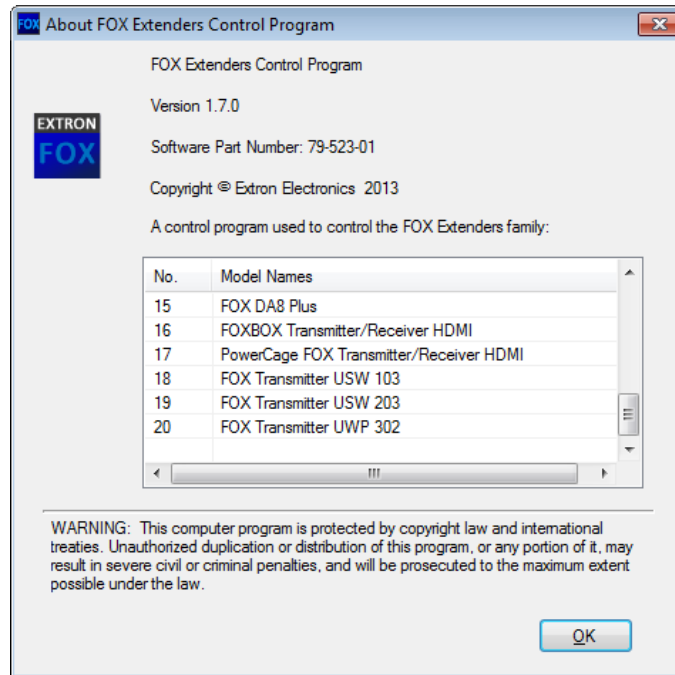 FOX About FOX Extenders Control Program
EXTRON
FOX
FOX Extenders Control Program
Version 1.7.0
Software Part Number: 79-523-01
Copyright © Extron Electronics 2013
A control program used to control the FOX Extenders family:
No. Model Names
15 FOX DA8 Plus
16 FOXBOX Transmitter/Receiver HDMI
17 PowerCage FOX Transmitter/Receiver HDMI
18 FOX Transmitter USW 103
19 FOX Transmitter USW 203
20 FOX Transmitter UWP 302
WARNING: This computer program is protected by copyright law and international
treaties. Unauthorized duplication or distribution of this program, or any portion of it, may
result in severe civil or criminal penalties, and will be prosecuted to the maximum extent
possible under the law.
OK